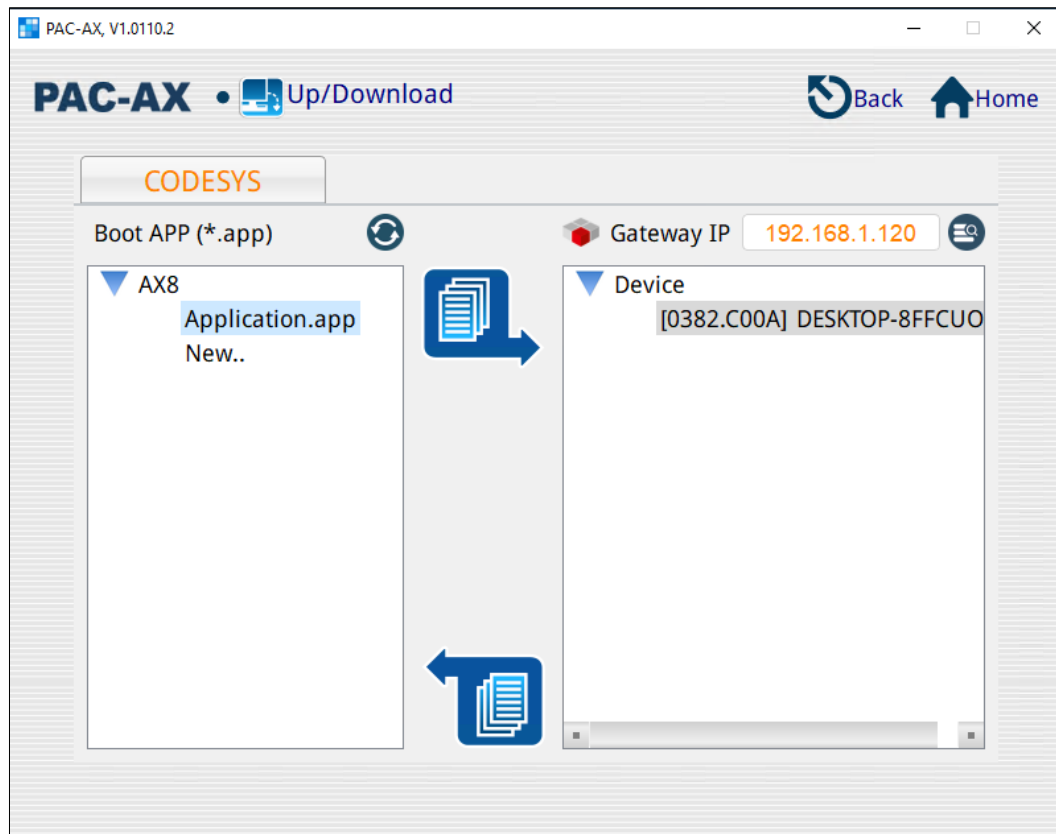 PAC-AX, V1.0110.2
PAC-AX • Up/Download
Back
Home
CODESYS
Boot APP (*.app)
Gateway IP
192.168.1.120
AX8
Application.app
New..
Device
[0382.C00A] DESKTOP-8FFCUO